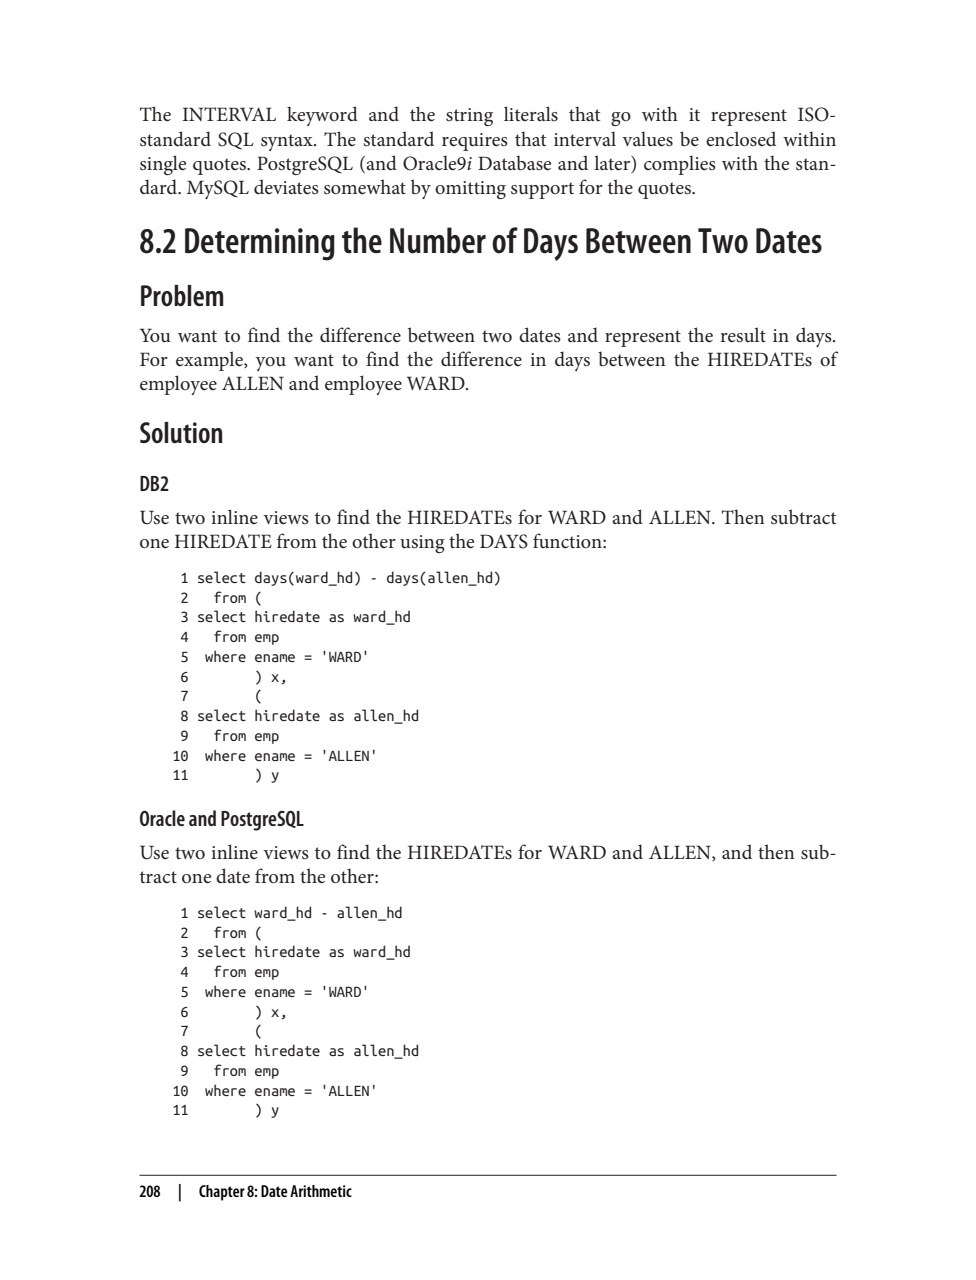 The INTERVAL keyword and the string literals that go with it represent ISO-
standard SQL syntax. The standard requires that interval values be enclosed within
single quotes. PostgreSQL (and Oracle9i Database and later) complies with the stan-
dard. MySQL deviates somewhat by omitting support for the quotes.
8.2 Determining the Number of Days Between Two Dates
Problem
You want to find the difference between two dates and represent the result in days.
For example, you want to find the difference in days between the HIREDATEs of
employee ALLEN and employee WARD.
Solution
DB2
Use two inline views to find the HIREDATEs for WARD and ALLEN. Then subtract
one HIREDATE from the other using the DAYS function:
1 select days(ward_hd) - days(allen_hd)
2   from (
3 select hiredate as ward_hd
4   from emp
5  where ename = 'WARD'
6        ) x,
7        (
8 select hiredate as allen_hd
9   from emp
10  where ename = 'ALLEN'
11        ) y
Oracle and PostgreSQL
Use two inline views to find the HIREDATEs for WARD and ALLEN, and then sub-
tract one date from the other:
1 select ward_hd - allen_hd
2   from (
3 select hiredate as ward_hd
4   from emp
5  where ename = 'WARD'
6        ) x,
7        (
8 select hiredate as allen_hd
9   from emp
10  where ename = 'ALLEN'
11        ) y
208 | Chapter 8: Date Arithmetic